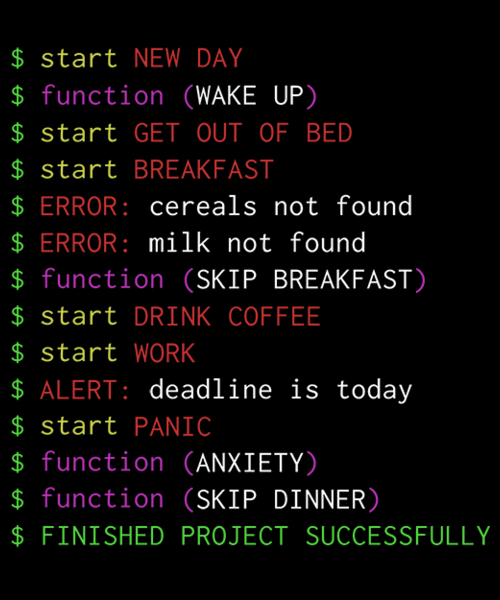 $ start NEW DAY
$ function (WAKE UP)
$ start GET OUT OF BED
$ start BREAKFAST
$ ERROR: cereals not found
$ ERROR: milk not found
$ function (SKIP BREAKFAST)
$ start DRINK COFFEE
$ start WORK
$ ALERT: deadline is today
$ start PANIC
$ function (ANXIETY)
$ function (SKIP DINNER)
$ FINISHED PROJECT SUCCESSFULLY